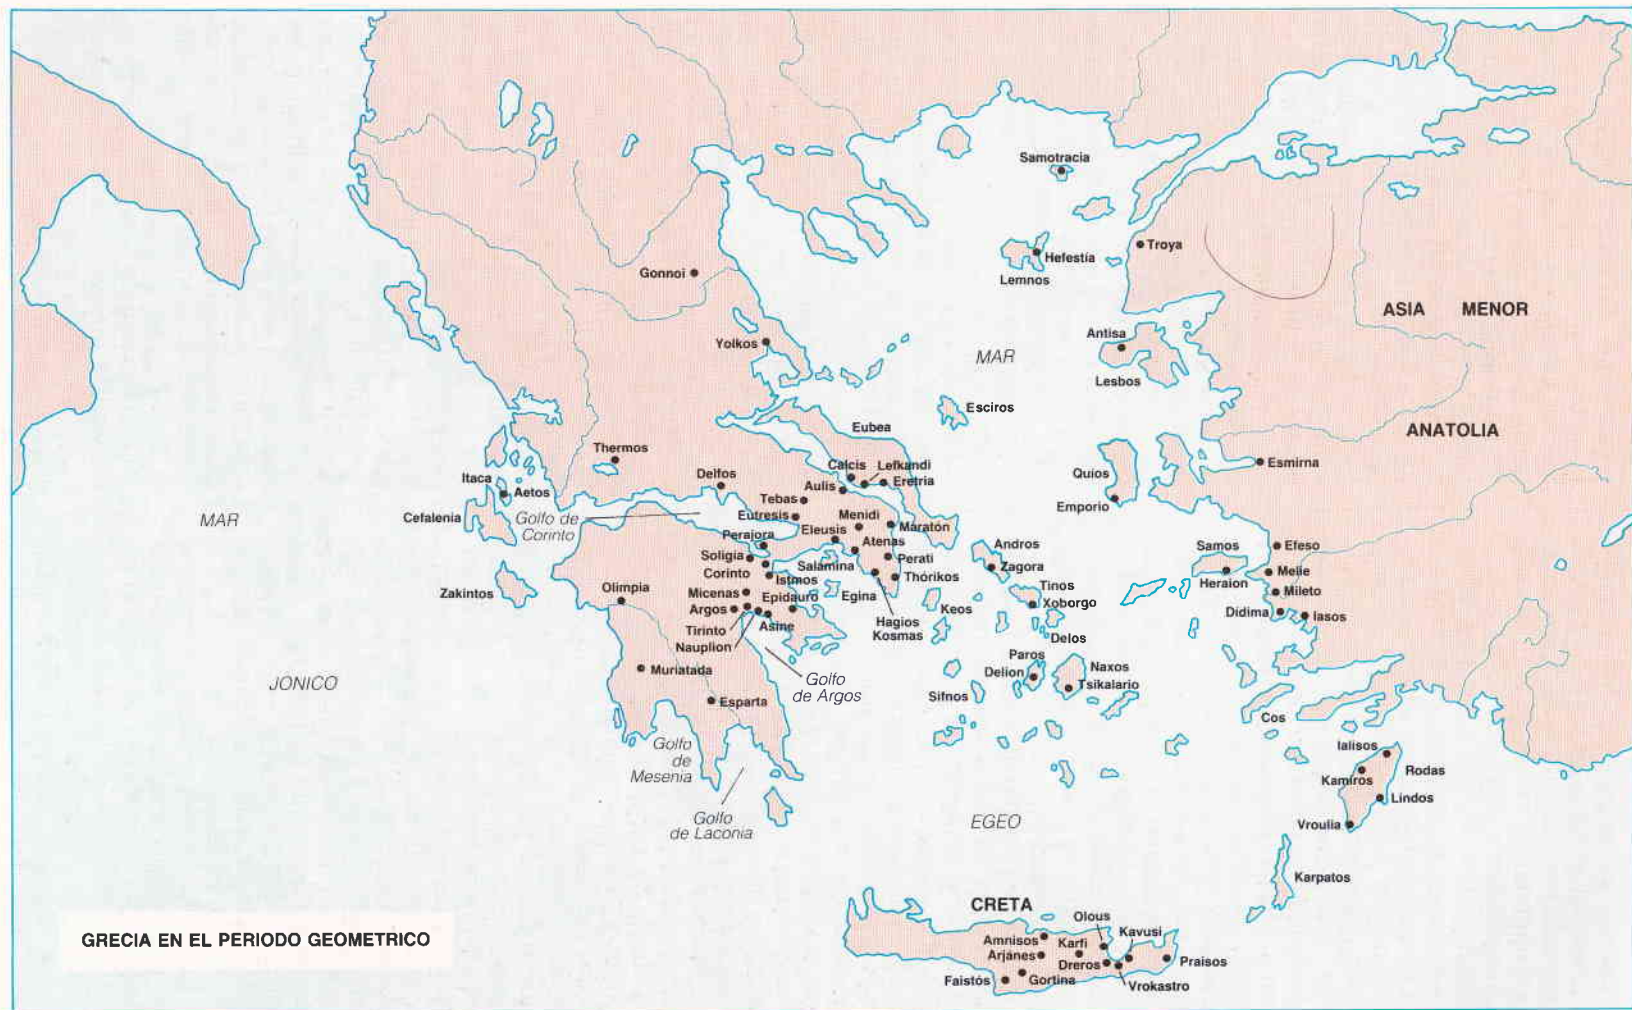 Samotracia
Troya
Hefestía
Lemnos
Gonnoi
ASIA MENOR
Antisa
Yolkos
MAR
Lesbos
Esciros
Eubea
ANATOLIA
Thermos
Calcis
Lefkandi
Esmirna
Itaca
Aetos
Delfos
Aulis
Eretria
Quios
Tebas
Emporio
MAR
Cefalenia
Golfo de
Corinto
Eutresis
Menidi
Maratón
Perajora
Eleusis
Atenas
Andros
Samos
Efeso
Soligia
Salamina
Perati
Zagora
Heraion
Melie
Corinto
Istmos
Thórikos
Tinos
Zakintos
Olimpia
Micenas
Epidauro
Egina
Keos
Xoborgo
Mileto
Argos
Asine
Hagios
Kosmas
Dídima
Iasos
Tirinto
Delos
Nauplion
Paros
Muriatada
Delion
Naxos
JONICO
Golfo
de Argos
Tsikalario
Esparta
Sifnos
Cos
Golfo
de
Mesenia
Ialisos
Kamiros
Rodas
Lindos
Golfo
de Laconia
EGEO
Vroulia
Karpatos
CRETA
Olous
Kavusi
GRECIA EN EL PERIODO GEOMETRICO
Amnisos
Karfi
Arjánes
Dreros
Praisos
Faistós
Gortina
Vrokastro